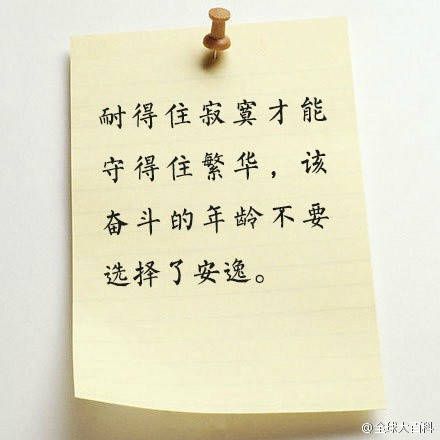 耐得住寂寞才能
守得住繁华，该
奋斗的年龄不要
选择了安逸。
@全球大百科